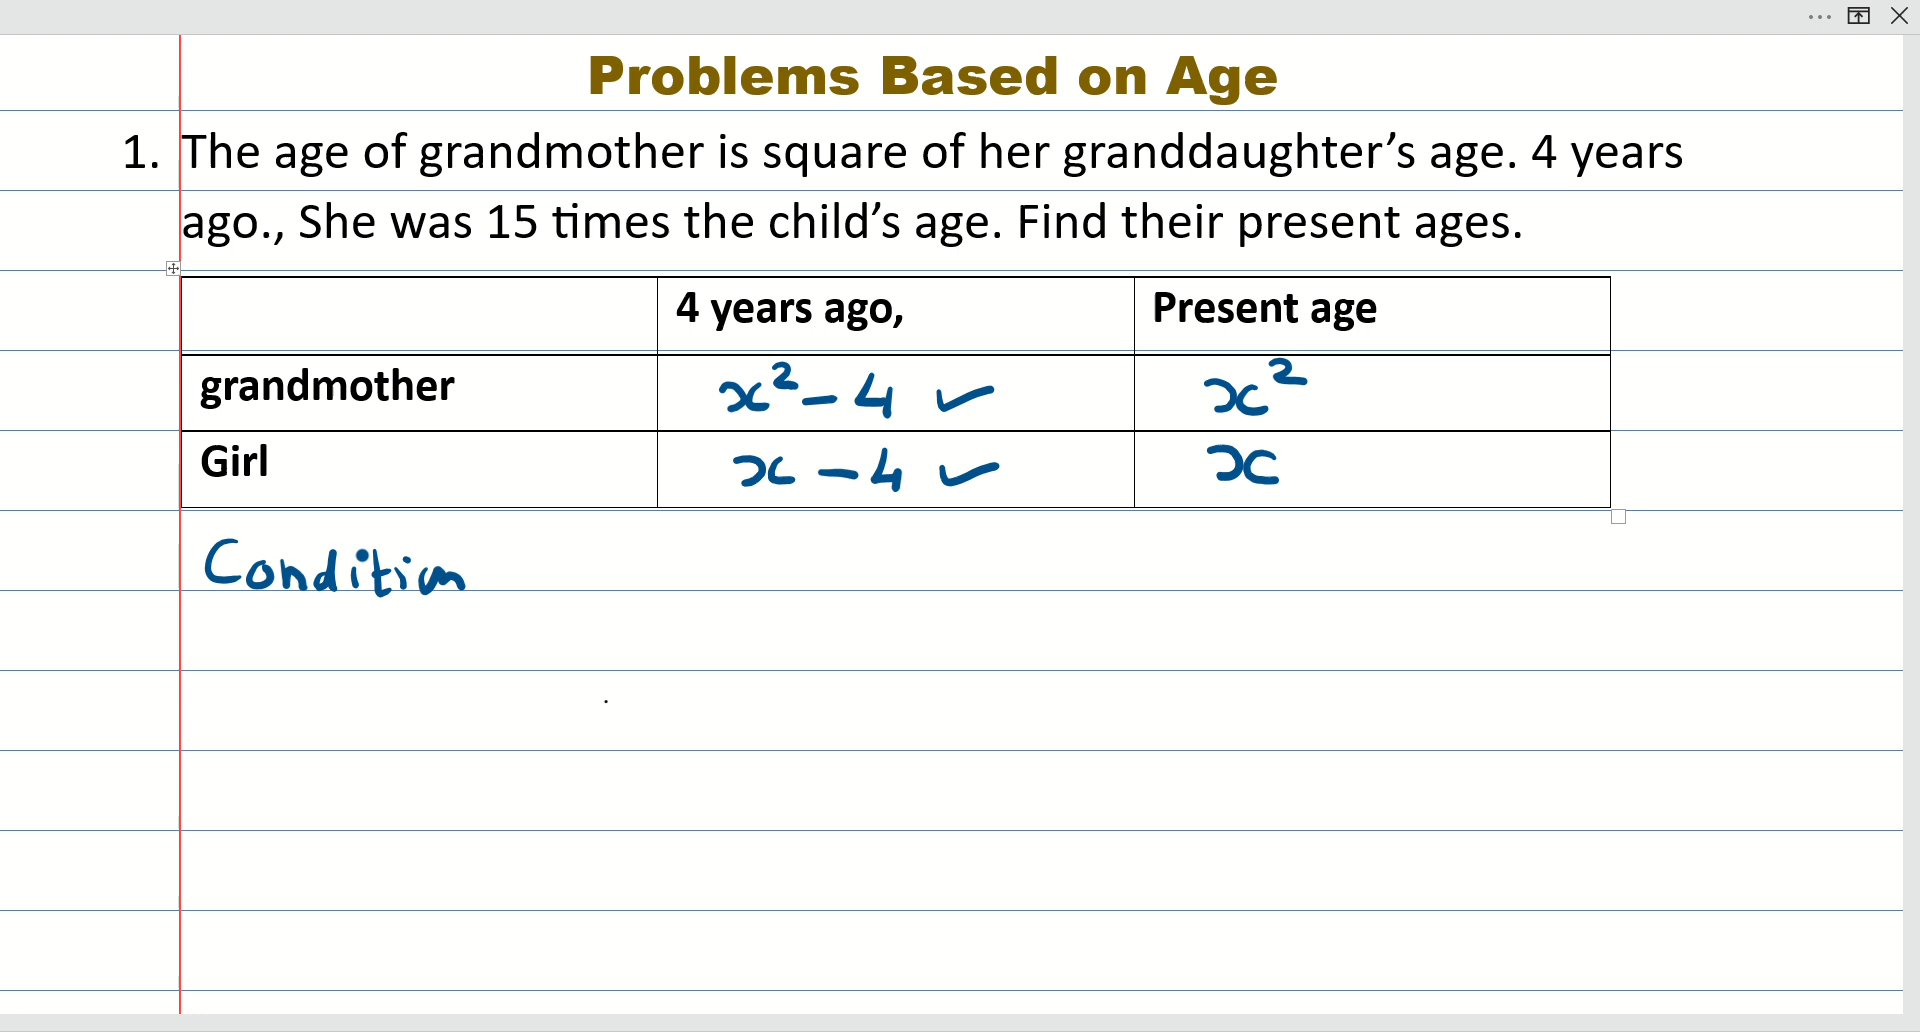 Problems Based on Age
1. The age of grandmother is square of her granddaughter’s age. 4 years
ago., She was 15 times the child’s age. Find their present ages.
4 years ago, Present age
grandmother x² – 4 ✓ x²
Girl x – 4 ✓ x
Condition